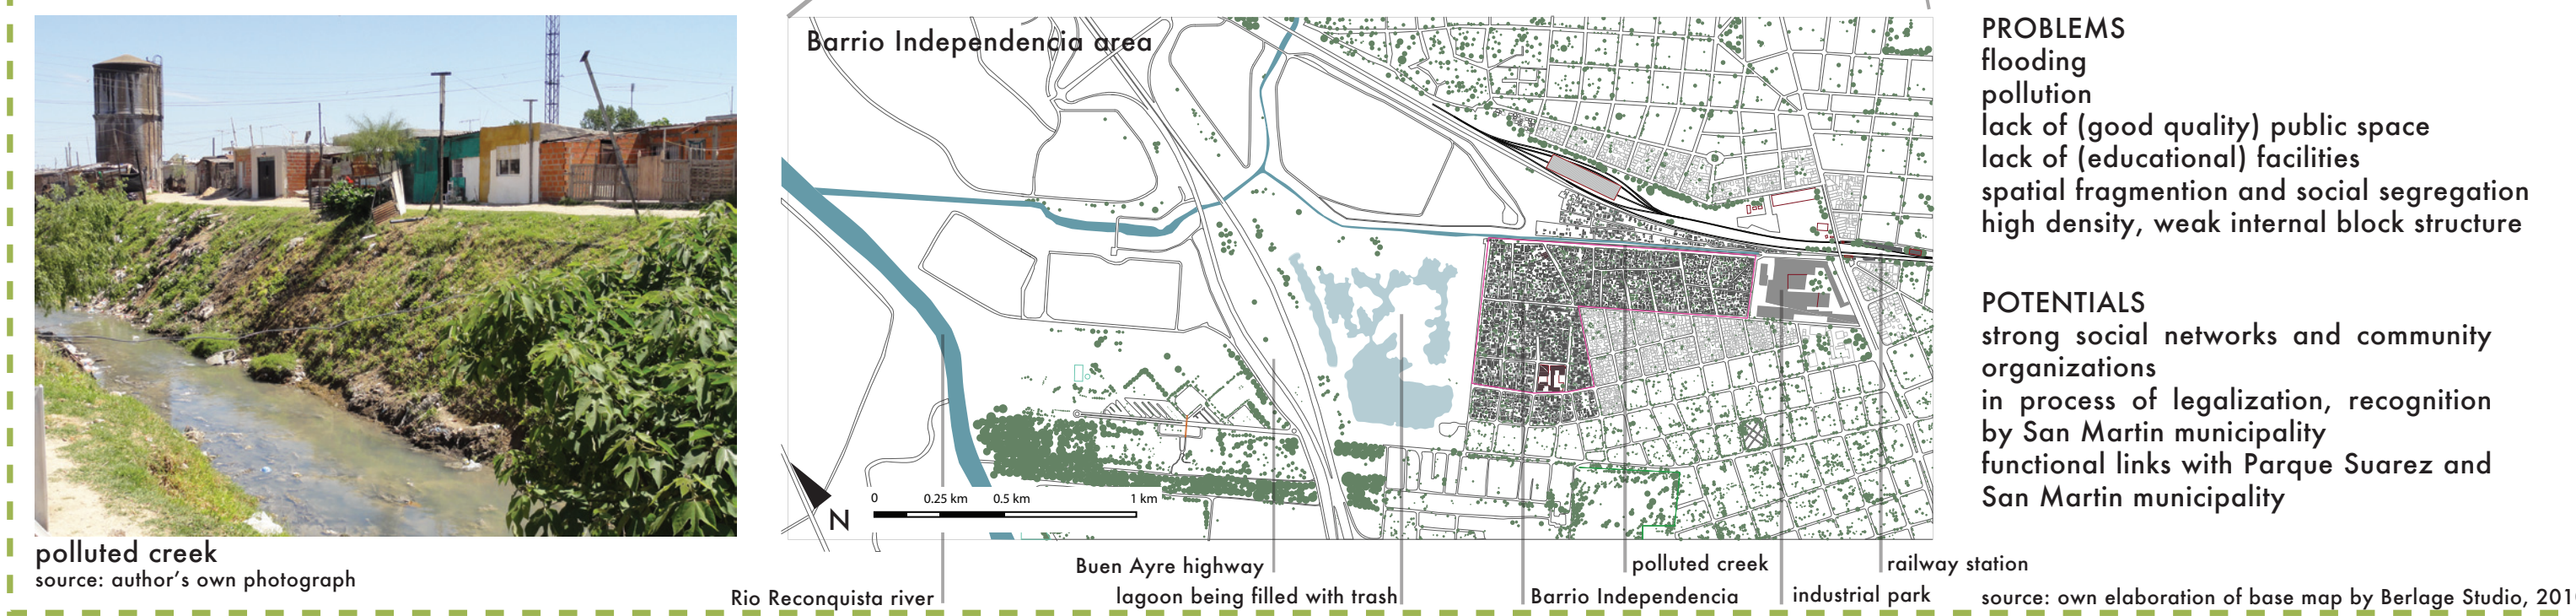 Barrio Independencia area
N
0 0.25 km 0.5 km 1 km
polluted creek
source: author's own photograph
Rio Reconquista river
Buen Ayre highway
lagoon being filled with trash
Barrio Independencia
polluted creek
industrial park
railway station
PROBLEMS
flooding
pollution
lack of (good quality) public space
lack of (educational) facilities
spatial fragmention and social segregation
high density, weak internal block structure
POTENTIALS
strong social networks and community
organizations
in process of legalization, recognition
by San Martin municipality
functional links with Parque Suarez and
San Martin municipality
source: own elaboration of base map by Berlage Studio, 201